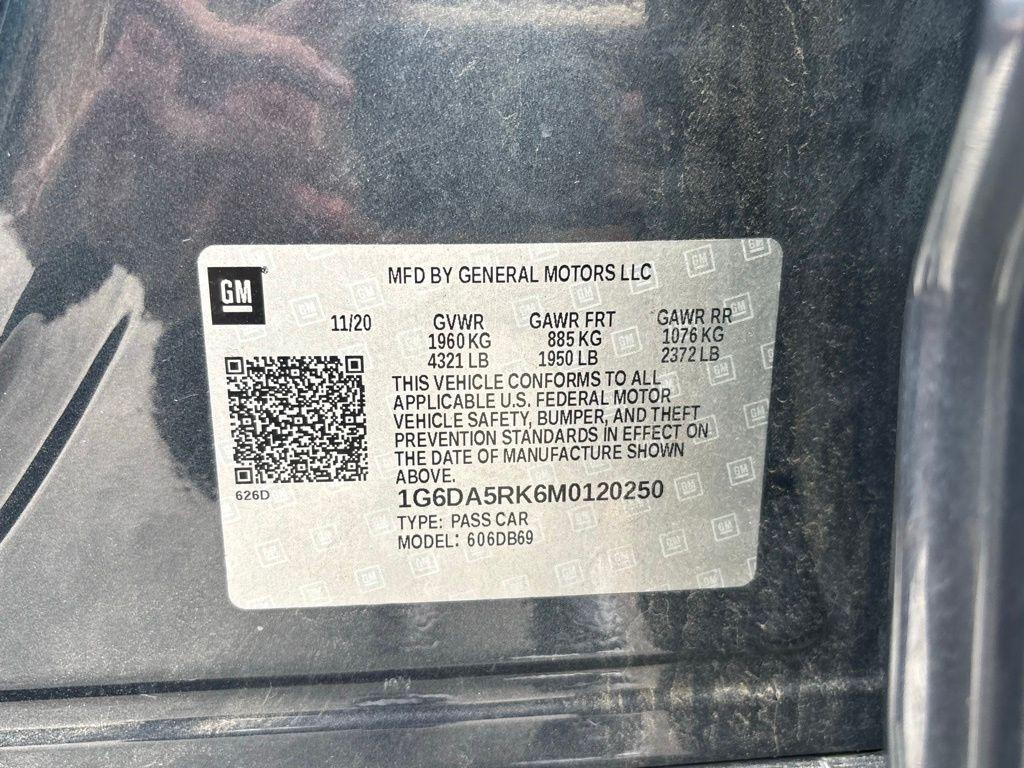 GM
MFD BY GENERAL MOTORS LLC
11/20 GVWR GAWR FRT GAWR RR
1960 KG 885 KG 1076 KG
4321 LB 1950 LB 2372 LB
THIS VEHICLE CONFORMS TO ALL
APPLICABLE U.S. FEDERAL MOTOR
VEHICLE SAFETY, BUMPER, AND THEFT
PREVENTION STANDARDS IN EFFECT ON
THE DATE OF MANUFACTURE SHOWN
ABOVE.
626D
1G6DA5RK6M0120250
TYPE: PASS CAR
MODEL: 606DB69